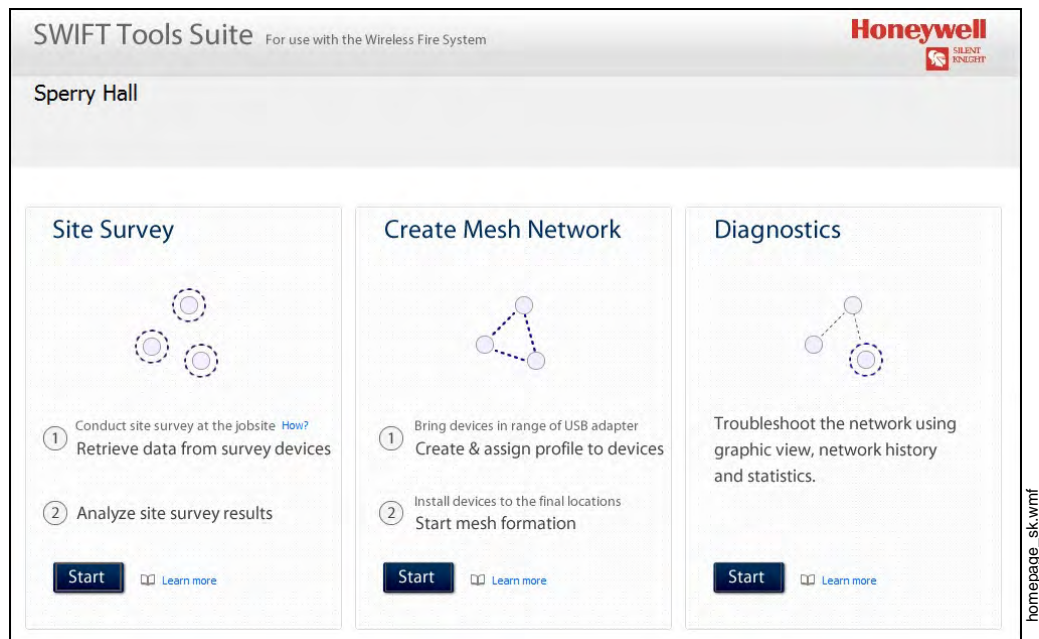 SWIFT Tools Suite For use with the Wireless Fire System
Honeywell
SILENT
KNIGHT
Sperry Hall
Site Survey
1 Conduct site survey at the jobsite How?
Retrieve data from survey devices
2 Analyze site survey results
Start Learn more
Create Mesh Network
1 Bring devices in range of USB adapter
Create & assign profile to devices
2 Install devices to the final locations
Start mesh formation
Start Learn more
Diagnostics
Troubleshoot the network using
graphic view, network history
and statistics.
Start Learn more
homepage_sk.wmf